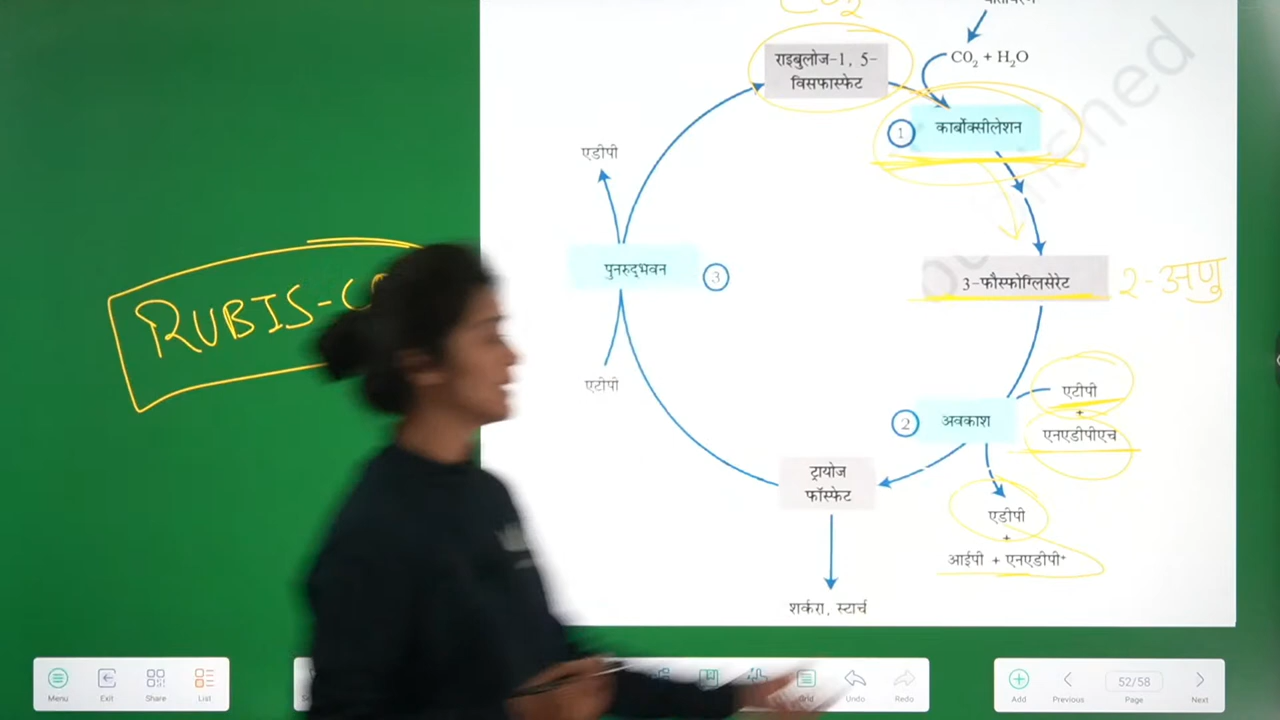 CO2
CO₂ + H₂O
राइबुलोज-1, 5-
विसफास्फेट
1
कार्बोक्सीलेशन
एडीपी
पुनरुद्भवन
3
3-फौस्फोग्लिसेरेट
2-अणु
RUBIS-C
एटीपी
एटीपी
+
एनएडीपीएच
2
अवकाश
ट्रायोज
फॉस्फेट
एडीपी
+
आईपी + एनएडीपी⁺
शर्करा, स्टार्च
Menu
Exit
Share
Lists
Undo
Redo
Add
Previous
52/58
Page
Next